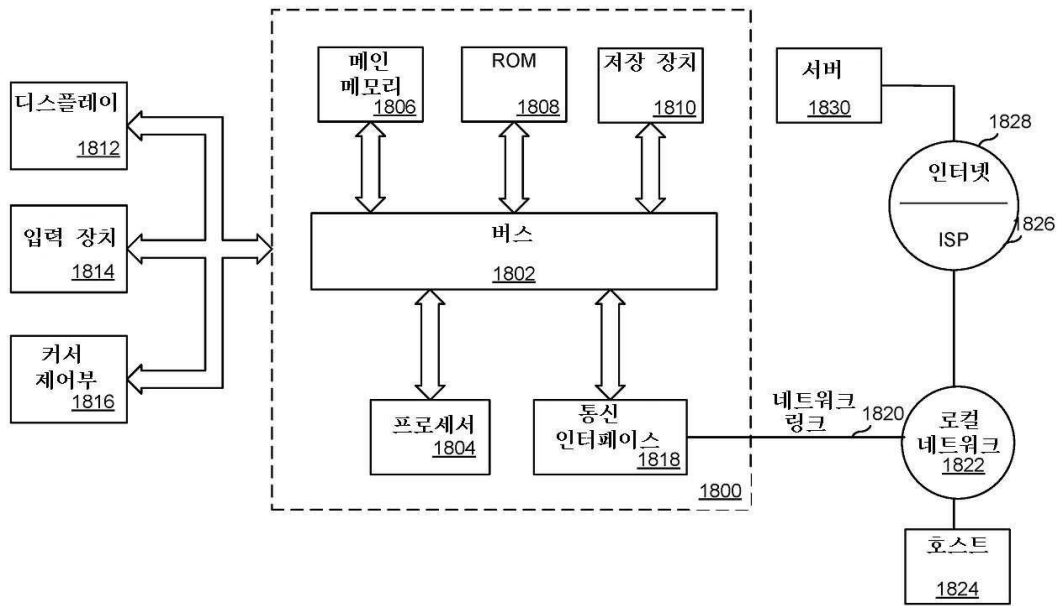 디스플레이
1812
입력 장치
1814
커서
제어부
1816
메인
메모리
1806
ROM
1808
저장 장치
1810
버스
1802
프로세서
1804
통신
인터페이스
1818
1800
네트워크
링크
1820
서버
1830
1828
인터넷
ISP
1826
로컬
네트워크
1822
호스트
1824